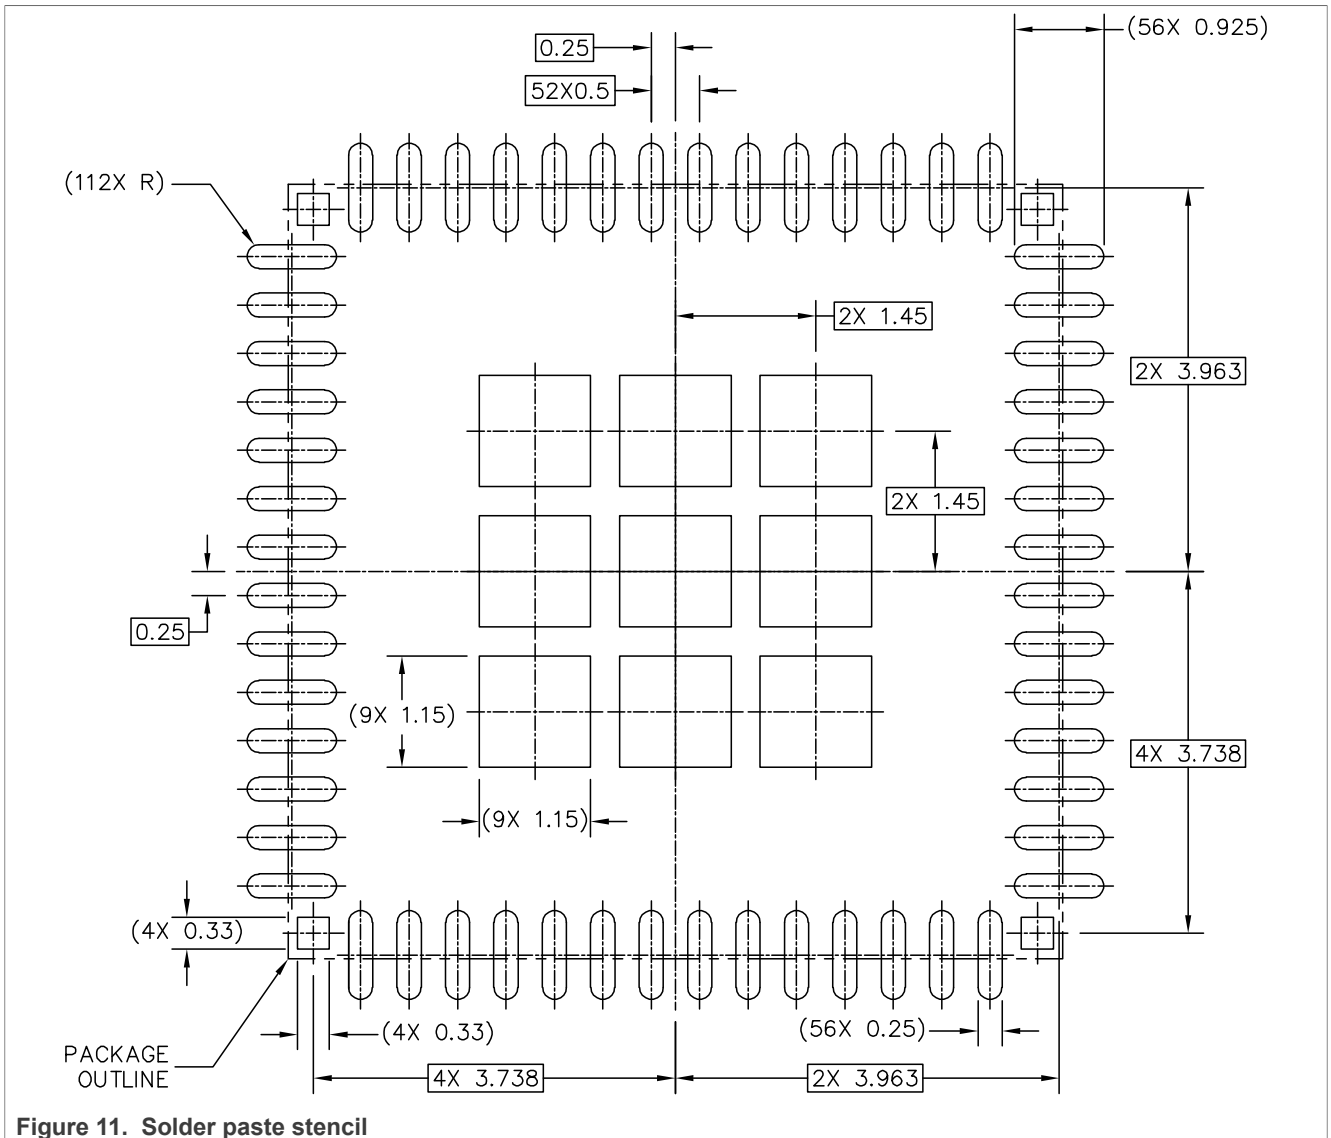 (56X 0.925)
0.25
52X0.5
(112X R)
2X 1.45
2X 3.963
2X 1.45
0.25
(9X 1.15)
4X 3.738
(9X 1.15)
(4X 0.33)
(4X 0.33)
(56X 0.25)
PACKAGE
OUTLINE
4X 3.738
2X 3.963
Figure 11. Solder paste stencil